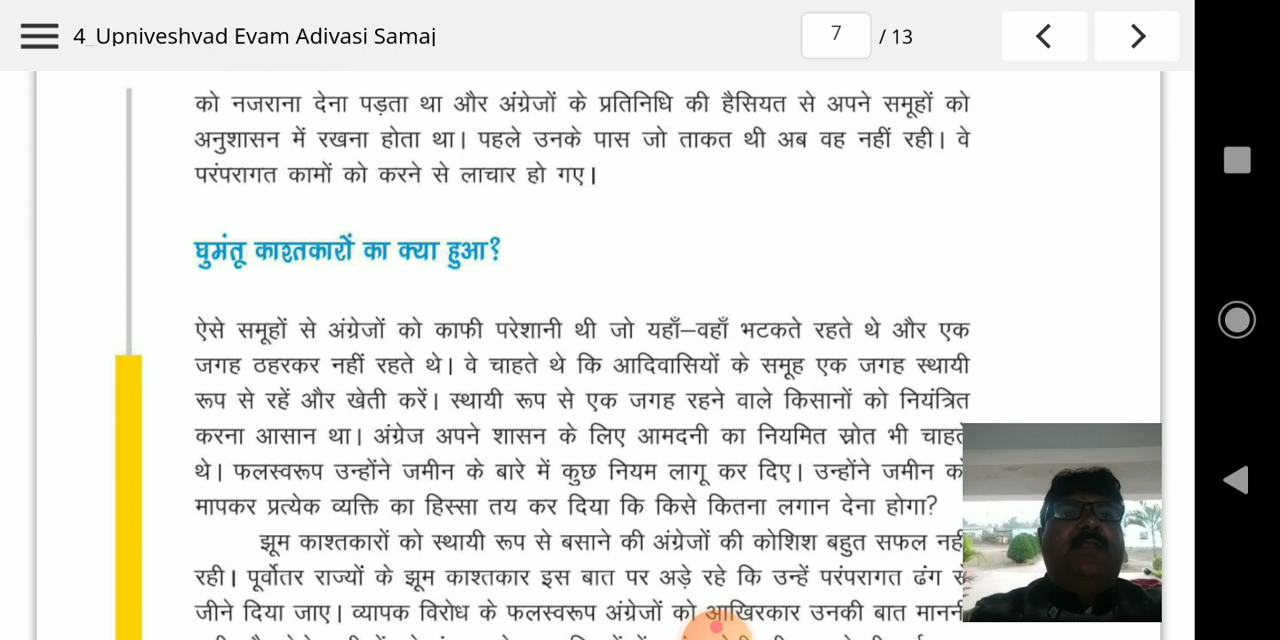 4_Upniveshvad Evam Adivasi Samaj
7 / 13
को नजराना देना पड़ता था और अंग्रेजों के प्रतिनिधि की हैसियत से अपने समूहों को
अनुशासन में रखना होता था। पहले उनके पास जो ताकत थी अब वह नहीं रही। वे
परंपरागत कामों को करने से लाचार हो गए।
घुमंतू काश्तकारों का क्या हुआ?
ऐसे समूहों से अंग्रेजों को काफी परेशानी थी जो यहाँ–वहाँ भटकते रहते थे और एक
जगह ठहरकर नहीं रहते थे। वे चाहते थे कि आदिवासियों के समूह एक जगह स्थायी
रूप से रहें और खेती करें। स्थायी रूप से एक जगह रहने वाले किसानों को नियंत्रित
करना आसान था। अंग्रेज अपने शासन के लिए आमदनी का नियमित स्रोत भी चाहते
थे। फलस्वरूप उन्होंने जमीन के बारे में कुछ नियम लागू कर दिए। उन्होंने जमीन को
मापकर प्रत्येक व्यक्ति का हिस्सा तय कर दिया कि किसे कितना लगान देना होगा?
झूम काश्तकारों को स्थायी रूप से बसाने की अंग्रेजों की कोशिश बहुत सफल नहीं
रही। पूर्वोतर राज्यों के झूम काश्तकार इस बात पर अड़े रहे कि उन्हें परंपरागत ढंग से
जीने दिया जाए। व्यापक विरोध के फलस्वरूप अंग्रेजों को आखिरकार उनकी बात माननी